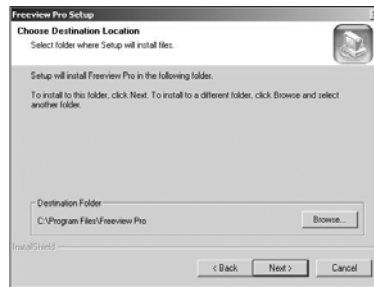 Freeview Pro Setup
Choose Destination Location
Select folder where Setup will install files.
Setup will install Freeview Pro in the following folder.
To install to this folder, click Next. To install to a different folder, click Browse and select
another folder.
Destination Folder
C:\Program Files\Freeview Pro
Browse...
InstallShield
< Back
Next >
Cancel